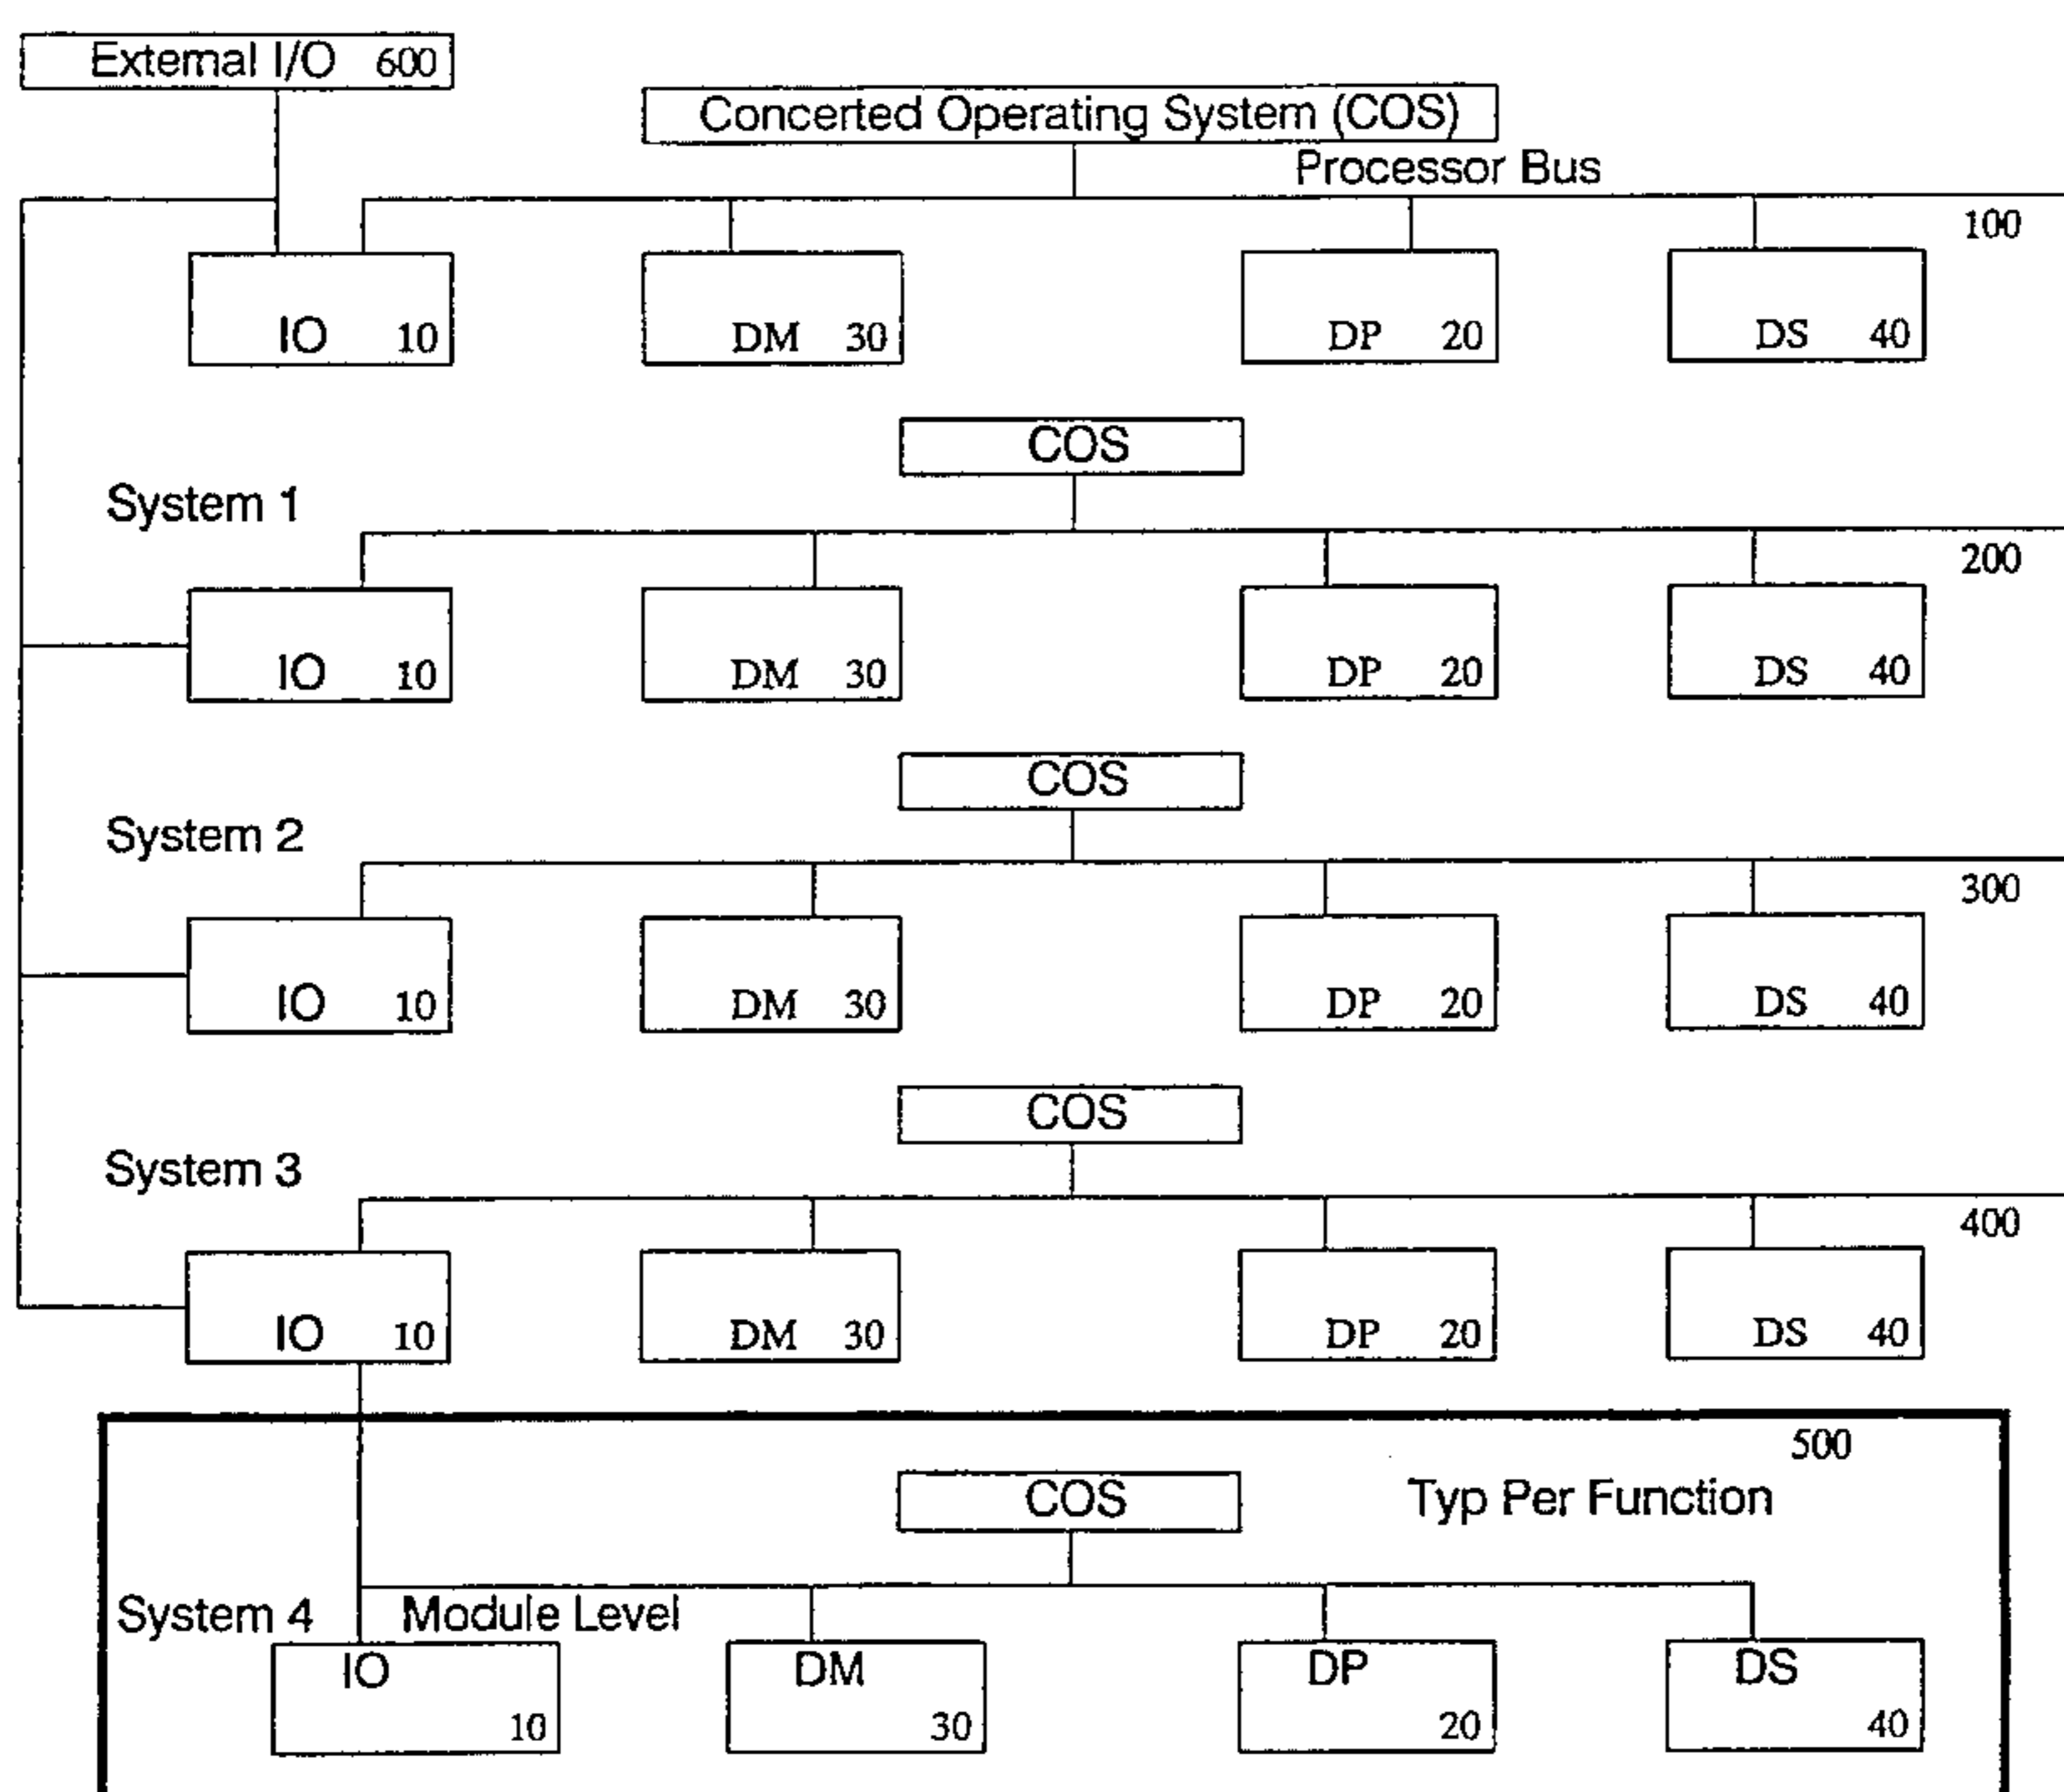 External I/O 600
Concerted Operating System (COS)
Processor Bus
100
IO 10
DM 30
DP 20
DS 40
COS
System 1
200
IO 10
DM 30
DP 20
DS 40
COS
System 2
300
IO 10
DM 30
DP 20
DS 40
COS
System 3
400
IO 10
DM 30
DP 20
DS 40
500
COS
Typ Per Function
System 4
Module Level
IO 10
DM 30
DP 20
DS 40